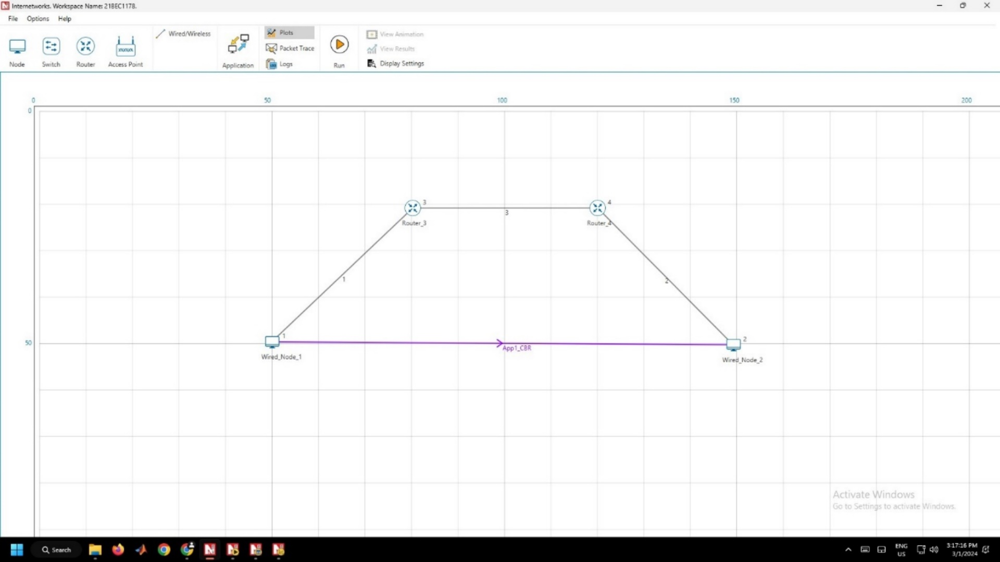 Internetworks. Workspace Name: 21BEC1178.
File Options Help
Wired/Wireless
Plots
View Animation
Packet Trace
View Results
Node Switch Router Access Point Application Logs Run Display Settings
0 50 100 150 200
0
3 4
3
Router_3 Router_4
1 2
1 2
50
App1_CBR
Wired_Node_1 Wired_Node_2
Activate Windows
Go to Settings to activate Windows.
Search
ENG
US
3:17:16 PM
3/1/2024